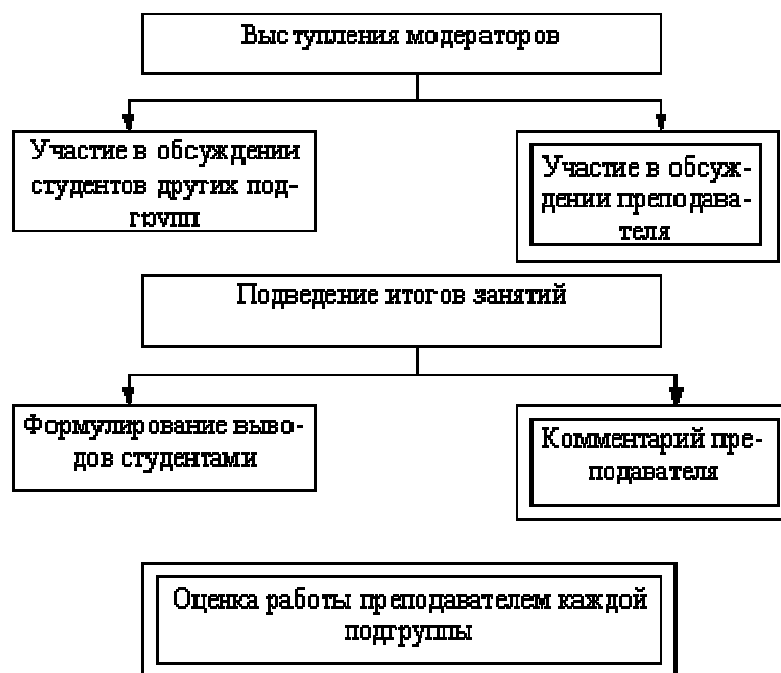 Выступления модераторов
Участие в обсуждении
студентов других под-
групп
Участие в обсуж-
дении преподава-
теля
Подведение итогов занятий
Формулирование выво-
дов студентами
Комментарий пре-
подавателя
Оценка работы преподавателем каждой
подгруппы